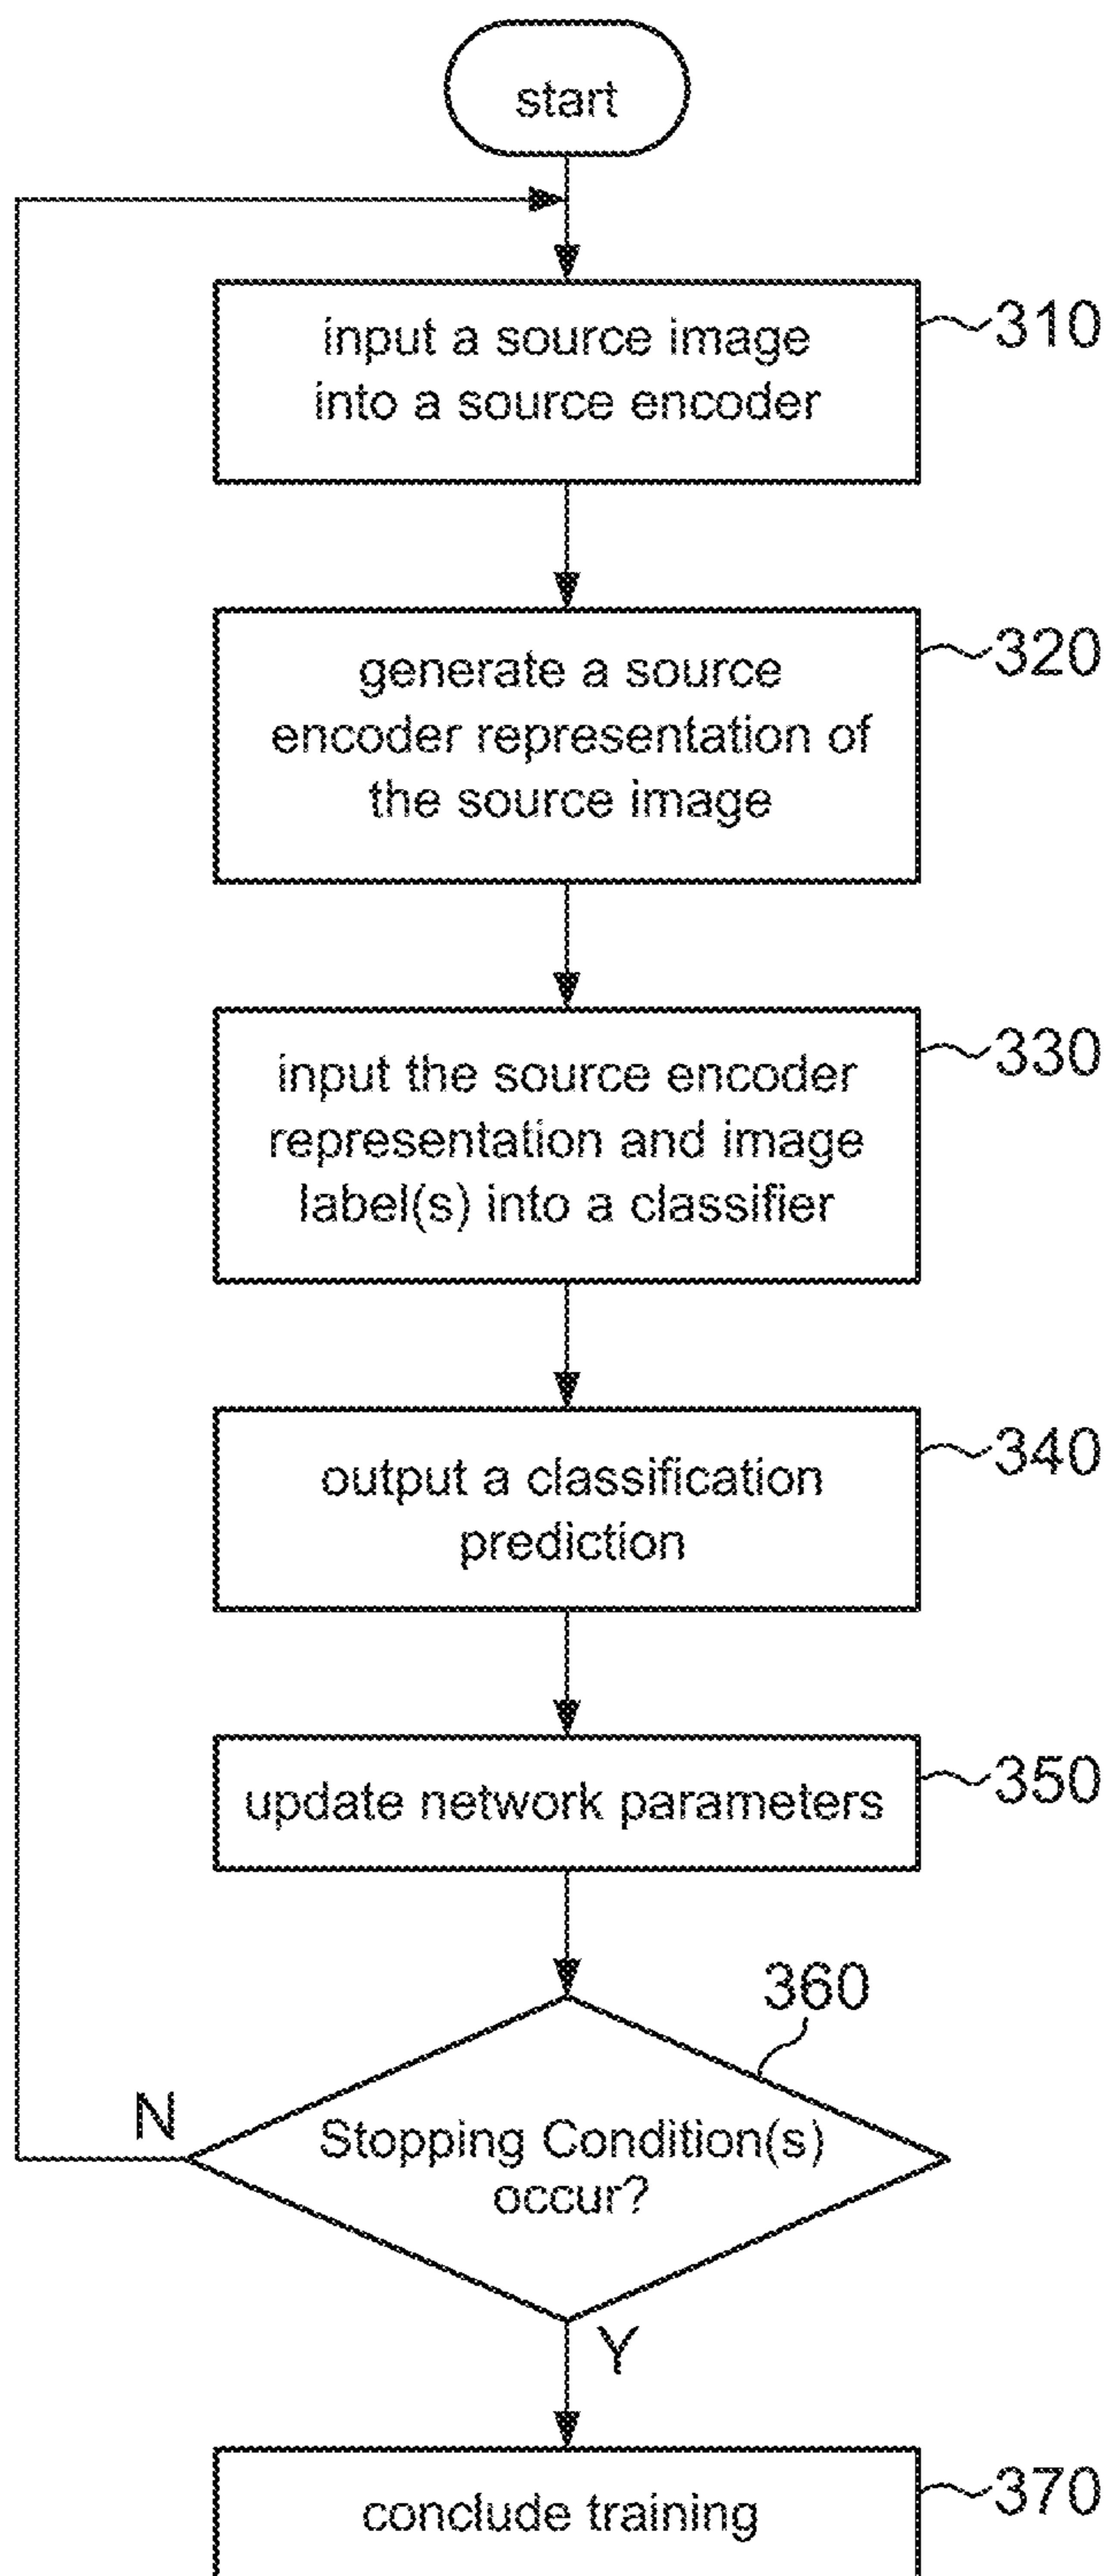 start
input a source image
into a source encoder
310
generate a source
encoder representation of
the source image
320
input the source encoder
representation and image
label(s) into a classifier
330
output a classification
prediction
340
update network parameters
350
360
N
Stopping Condition(s)
occur?
Y
conclude training
370